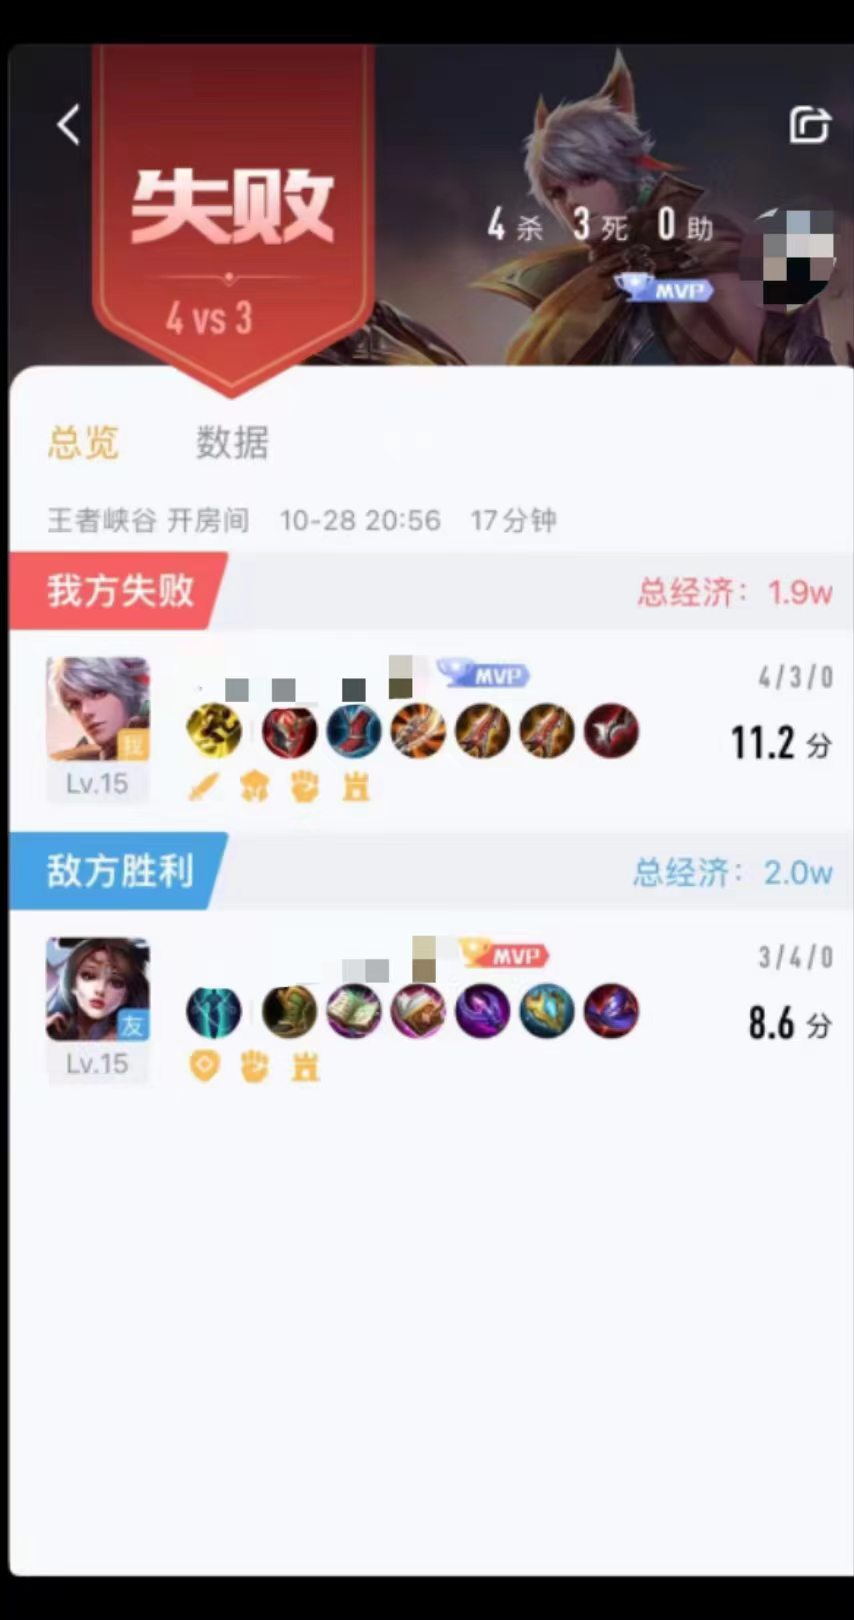 失败
4 vs 3
4 杀 3 死 0 助
MVP
总览 数据
王者峡谷 开房间 10-28 20:56 17分钟
我方失败 总经济：1.9w
MVP 4/3/0
我 11.2 分
Lv.15
敌方胜利 总经济：2.0w
MVP 3/4/0
友 8.6 分
Lv.15